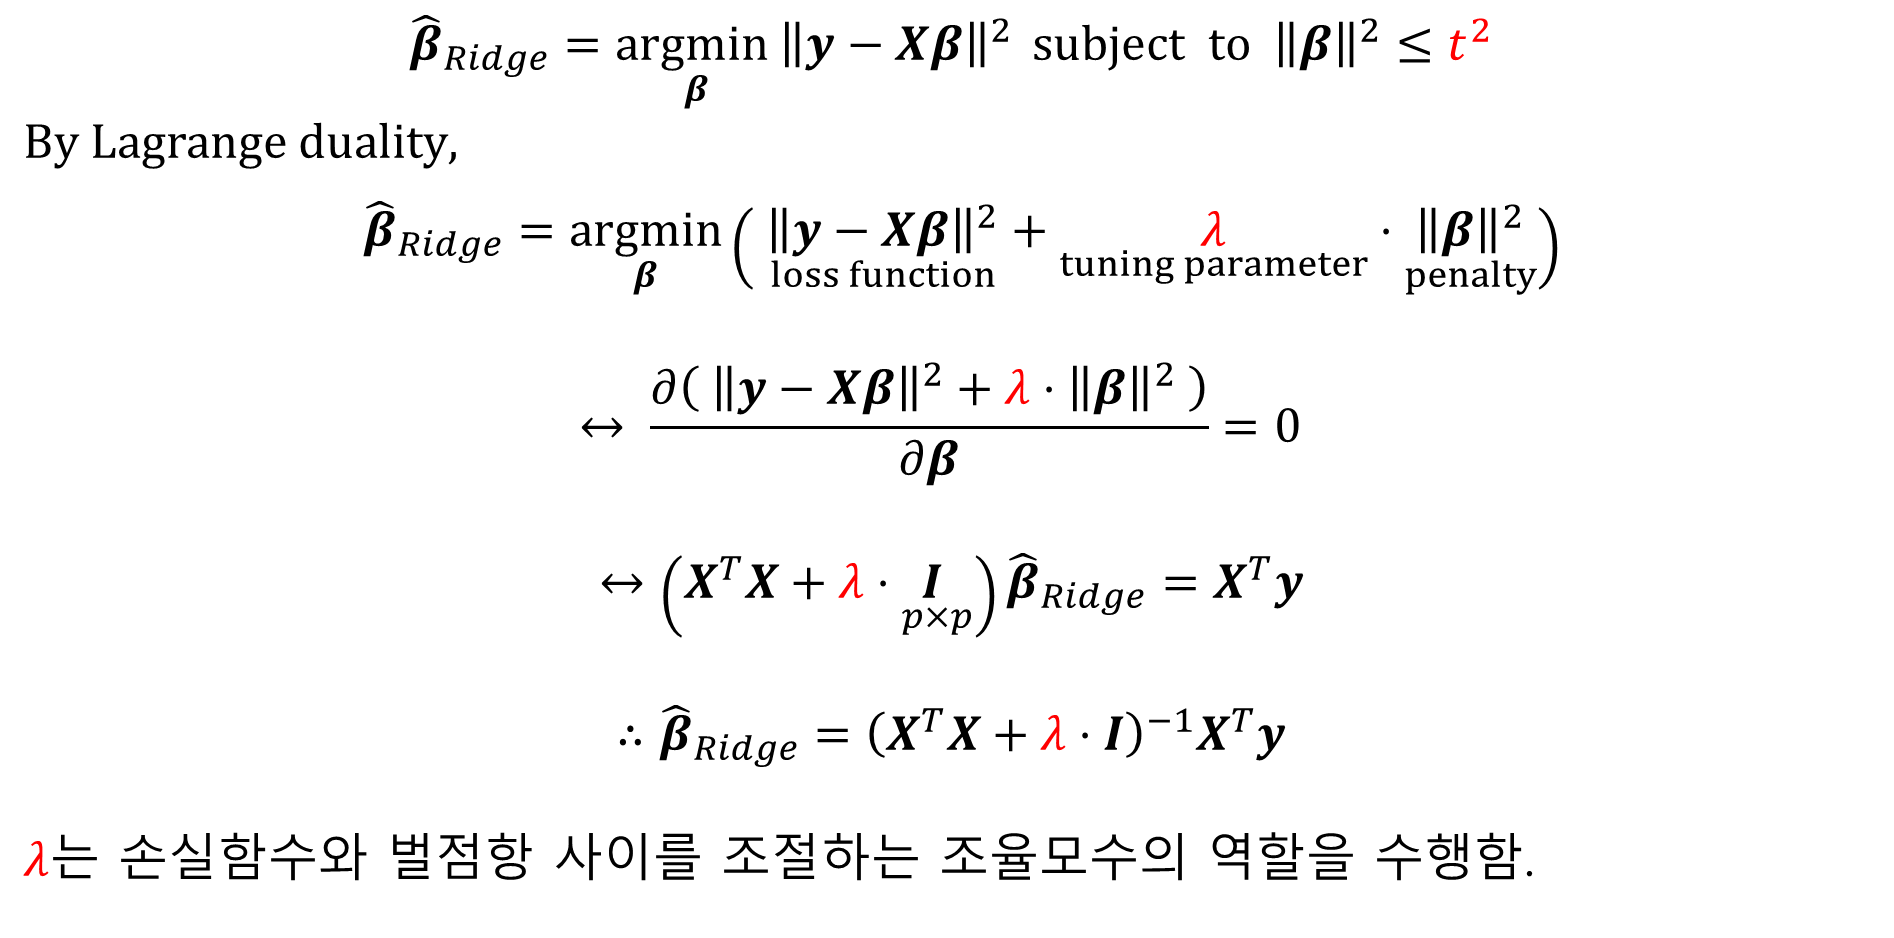 β̂_Ridge = argmin_β ‖y − Xβ‖² subject to ‖β‖² ≤ t²
By Lagrange duality,
β̂_Ridge = argmin_β ( ‖y − Xβ‖² + λ · ‖β‖² )
loss function tuning parameter penalty
↔ ∂( ‖y − Xβ‖² + λ · ‖β‖² ) / ∂β = 0
↔ (XᵀX + λ · I_{p×p}) β̂_Ridge = Xᵀy
∴ β̂_Ridge = (XᵀX + λ · I)⁻¹Xᵀy
λ는 손실함수와 벌점항 사이를 조절하는 조율모수의 역할을 수행함.